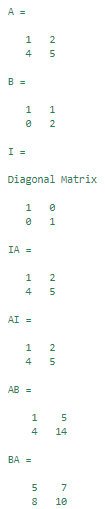 A =
1 2
4 5
B =
1 1
0 2
I =
Diagonal Matrix
1 0
0 1
IA =
1 2
4 5
AI =
1 2
4 5
AB =
1 5
4 14
BA =
5 7
8 10